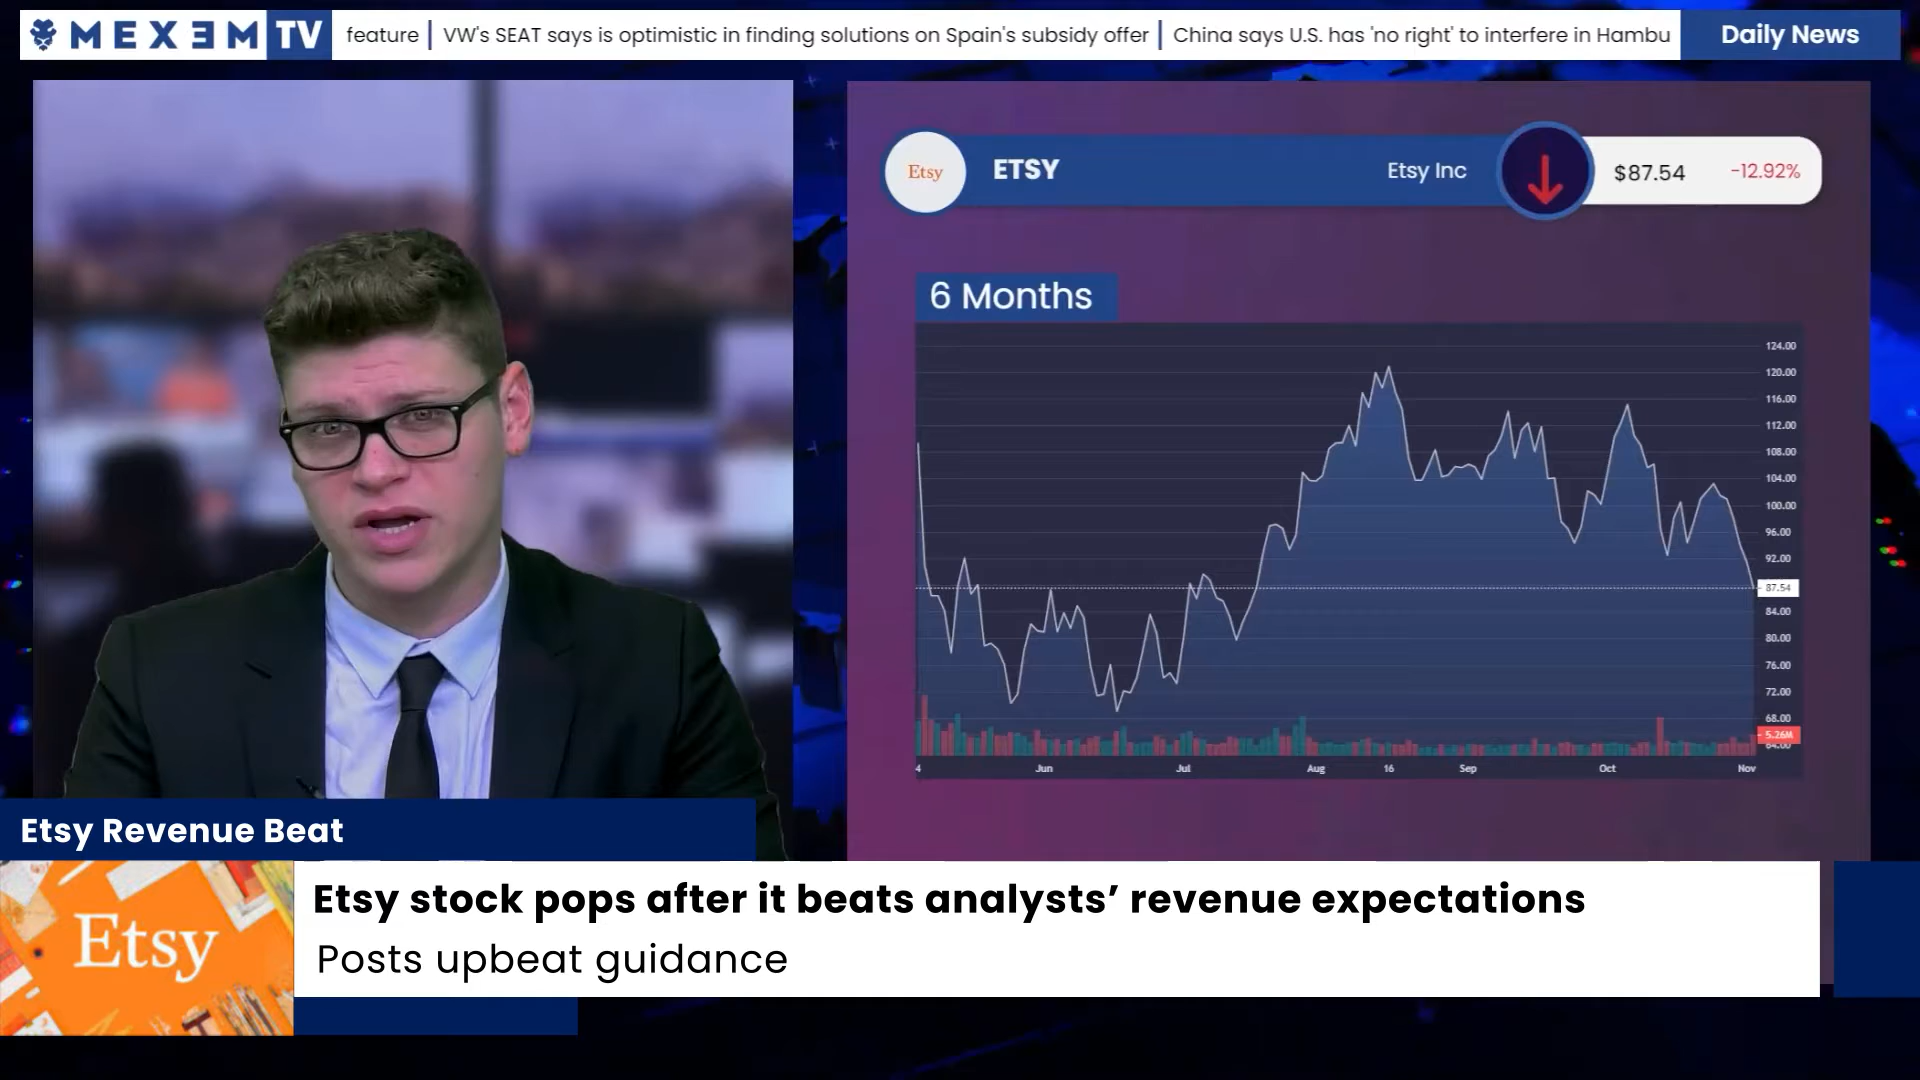 MEXEM TV
feature | VW's SEAT says is optimistic in finding solutions on Spain's subsidy offer | China says U.S. has 'no right' to interfere in Hambu
Daily News
Etsy
ETSY
Etsy Inc
$87.54
-12.92%
6 Months
124.00
120.00
116.00
112.00
108.00
104.00
100.00
96.00
92.00
87.54
84.00
80.00
76.00
72.00
68.00
5.26M
64.00
4 Jun Jul Aug 16 Sep Oct Nov
Etsy Revenue Beat
Etsy
Etsy stock pops after it beats analysts’ revenue expectations
Posts upbeat guidance